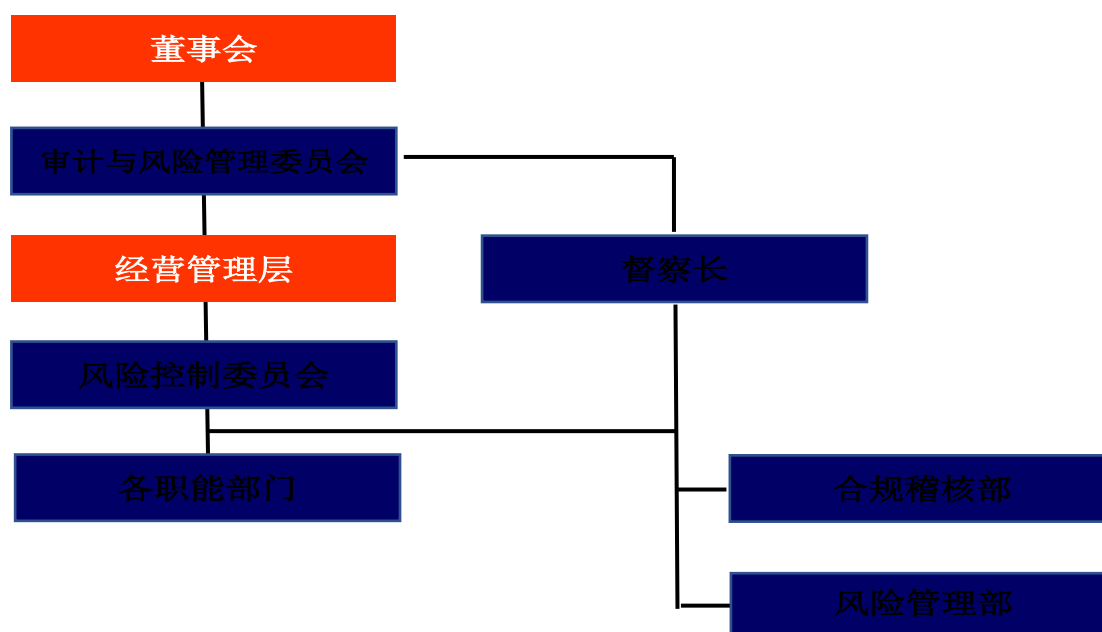 董事会
审计与风险管理委员会
经营管理层
督察长
风险控制委员会
各职能部门
合规稽核部
风险管理部